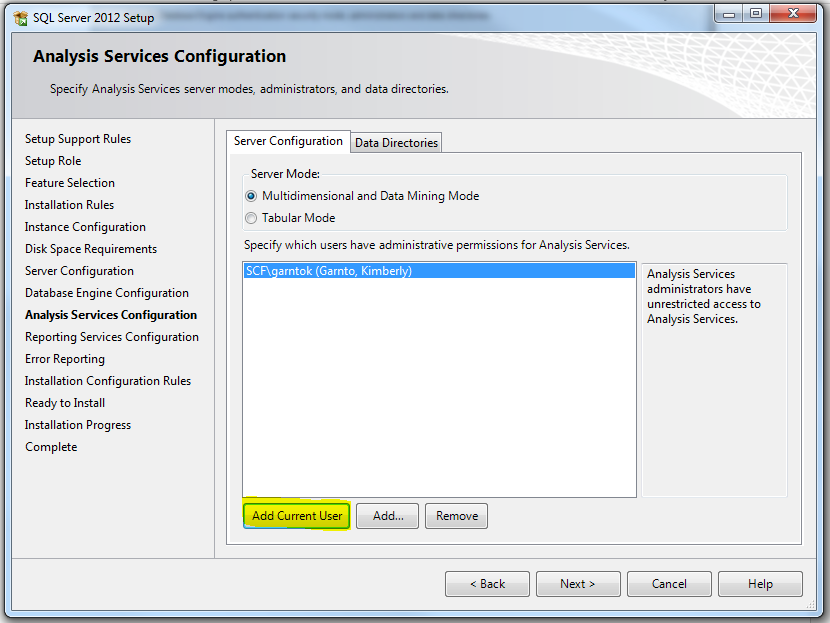 SQL Server 2012 Setup
Analysis Services Configuration
Specify Analysis Services server modes, administrators, and data directories.
Setup Support Rules
Setup Role
Feature Selection
Installation Rules
Instance Configuration
Disk Space Requirements
Server Configuration
Database Engine Configuration
Analysis Services Configuration
Reporting Services Configuration
Error Reporting
Installation Configuration Rules
Ready to Install
Installation Progress
Complete
Server Configuration
Data Directories
Server Mode:
Multidimensional and Data Mining Mode
Tabular Mode
Specify which users have administrative permissions for Analysis Services.
SCF\garntok (Garnto, Kimberly)
Analysis Services
administrators have
unrestricted access to
Analysis Services.
Add Current User
Add...
Remove
< Back
Next >
Cancel
Help